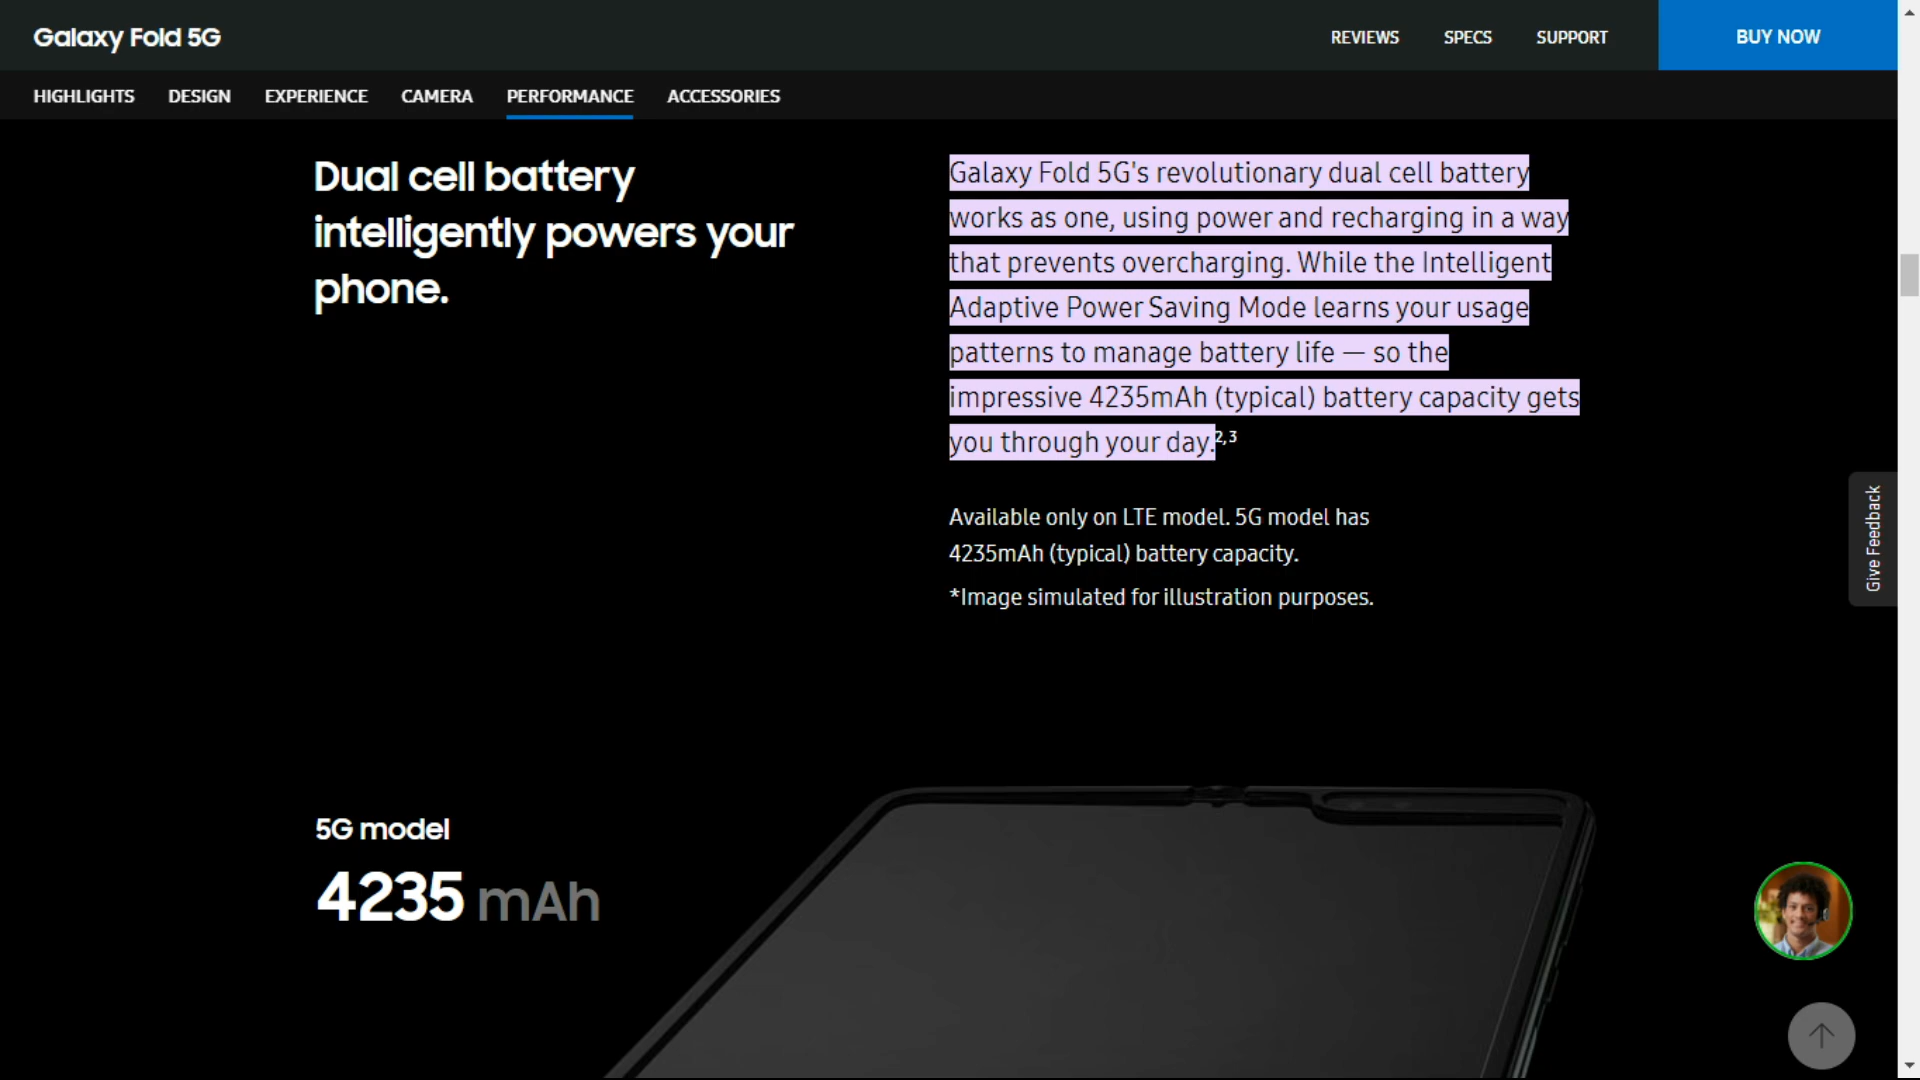 Galaxy Fold 5G
REVIEWS
SPECS
SUPPORT
BUY NOW
HIGHLIGHTS
DESIGN
EXPERIENCE
CAMERA
PERFORMANCE
ACCESSORIES
Dual cell battery
intelligently powers your
phone.
Galaxy Fold 5G's revolutionary dual cell battery
works as one, using power and recharging in a way
that prevents overcharging. While the Intelligent
Adaptive Power Saving Mode learns your usage
patterns to manage battery life — so the
impressive 4235mAh (typical) battery capacity gets
you through your day.2,3
Available only on LTE model. 5G model has
4235mAh (typical) battery capacity.
*Image simulated for illustration purposes.
Give Feedback
5G model
4235 mAh